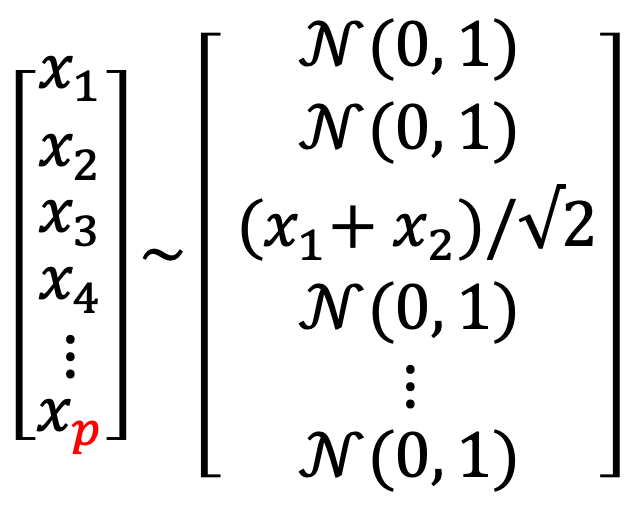 x₁
x₂
x₃
x₄
⋮
xₚ
~
𝒩(0, 1)
𝒩(0, 1)
(x₁+ x₂)/√2
𝒩(0, 1)
⋮
𝒩(0, 1)